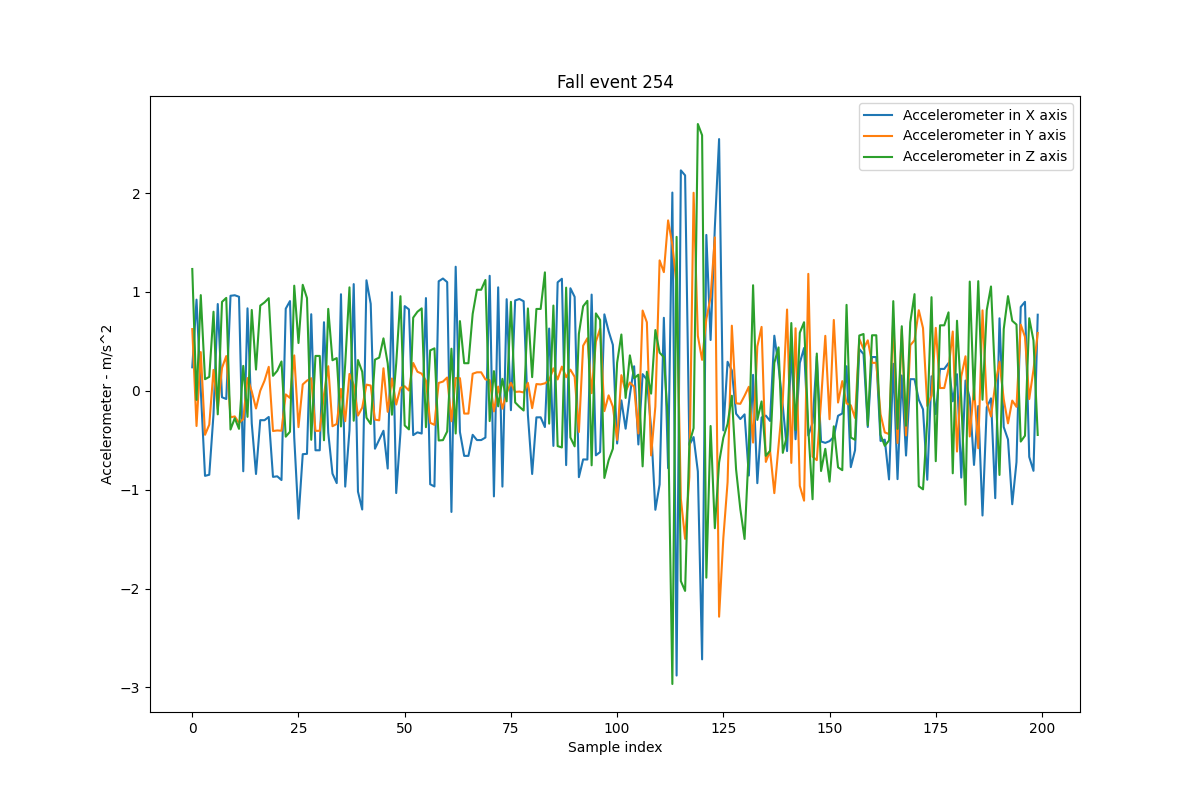 Fall event 254
Accelerometer in X axis
Accelerometer in Y axis
Accelerometer in Z axis
Accelerometer - m/s^2
2
1
0
−1
−2
−3
0
25
50
75
100
125
150
175
200
Sample index